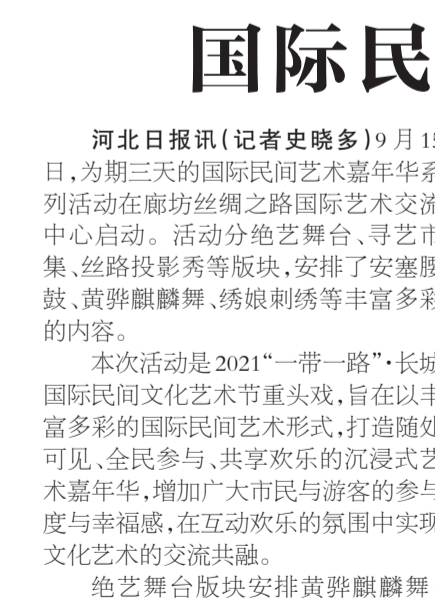 国际民
河北日报讯(记者史晓多)9月15
日,为期三天的国际民间艺术嘉年华系
列活动在廊坊丝绸之路国际艺术交流
中心启动。活动分绝艺舞台、寻艺市
集、丝路投影秀等版块,安排了安塞腰
鼓、黄骅麒麟舞、绣娘刺绣等丰富多彩
的内容。
本次活动是2021“一带一路”·长城
国际民间文化艺术节重头戏,旨在以丰
富多彩的国际民间艺术形式,打造随处
可见、全民参与、共享欢乐的沉浸式艺
术嘉年华,增加广大市民与游客的参与
度与幸福感,在互动欢乐的氛围中实现
文化艺术的交流共融。
绝艺舞台版块安排黄骅麒麟舞